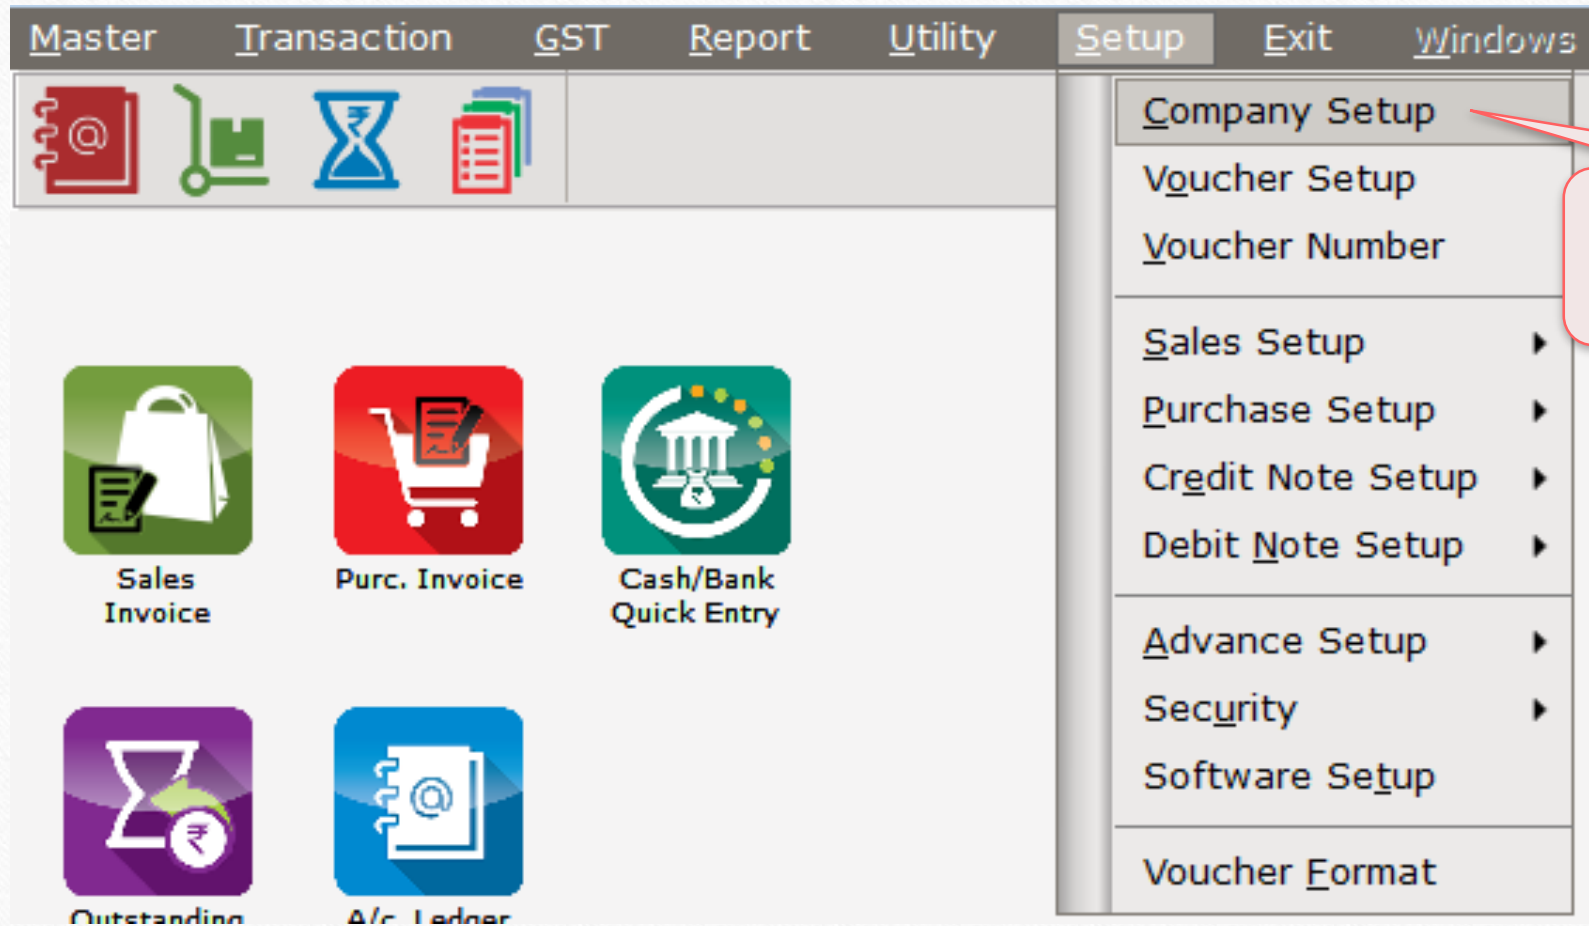 Master Transaction GST Report Utility Setup Exit Windows
Company Setup
Voucher Setup
Voucher Number
Sales Setup
Purchase Setup
Credit Note Setup
Debit Note Setup
Advance Setup
Security
Software Setup
Voucher Format
Sales
Invoice
Purc. Invoice
Cash/Bank
Quick Entry
Outstanding
A/c. Ledger